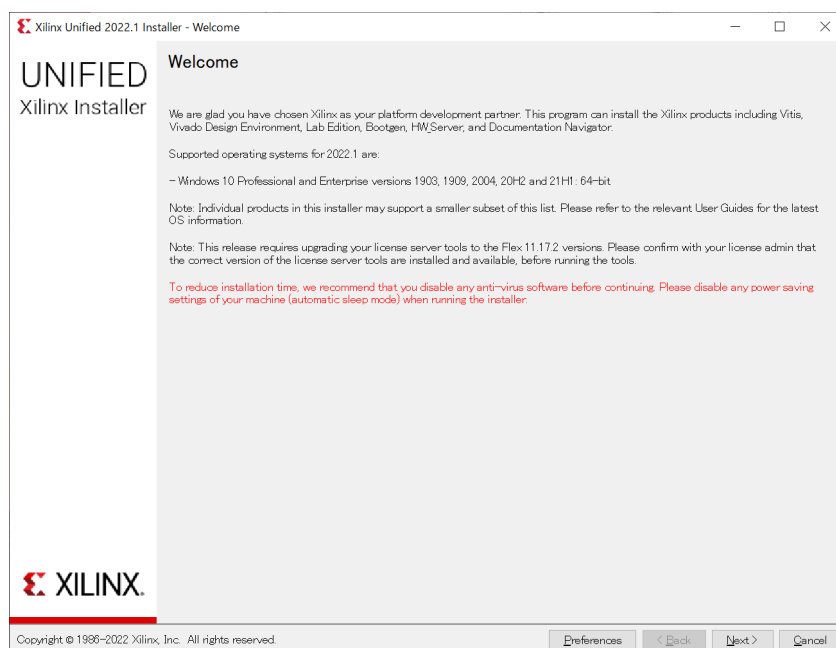 Xilinx Unified 2022.1 Installer - Welcome
UNIFIED
Xilinx Installer
Welcome
We are glad you have chosen Xilinx as your platform development partner. This program can install the Xilinx products including Vitis,
Vivado Design Environment, Lab Edition, Bootgen, HW_Server, and Documentation Navigator.
Supported operating systems for 2022.1 are:
- Windows 10 Professional and Enterprise versions 1903, 1909, 2004, 20H2 and 21H1: 64-bit
Note: Individual products in this installer may support a smaller subset of this list. Please refer to the relevant User Guides for the latest
OS information.
Note: This release requires upgrading your license server tools to the Flex 11.17.2 versions. Please confirm with your license admin that
the correct version of the license server tools are installed and available, before running the tools.
To reduce installation time, we recommend that you disable any anti-virus software before continuing. Please disable any power saving
settings of your machine (automatic sleep mode) when running the installer.
XILINX.
Copyright © 1986-2022 Xilinx, Inc. All rights reserved.
Preferences
< Back
Next >
Cancel